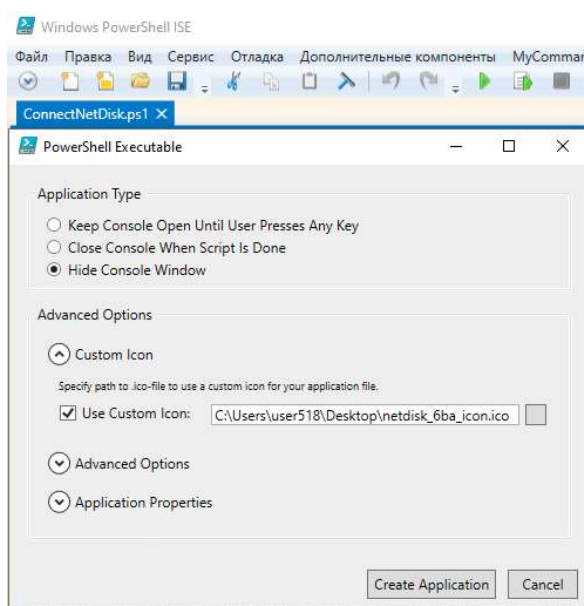 Windows PowerShell ISE
Файл Правка Вид Сервис Отладка Дополнительные компоненты MyComman
ConnectNetDisk.ps1 X
PowerShell Executable
Application Type
Keep Console Open Until User Presses Any Key
Close Console When Script Is Done
Hide Console Window
Advanced Options
Custom Icon
Specify path to .ico-file to use a custom icon for your application file.
Use Custom Icon: C:\Users\user518\Desktop\netdisk_6ba_icon.ico
Advanced Options
Application Properties
Create Application Cancel